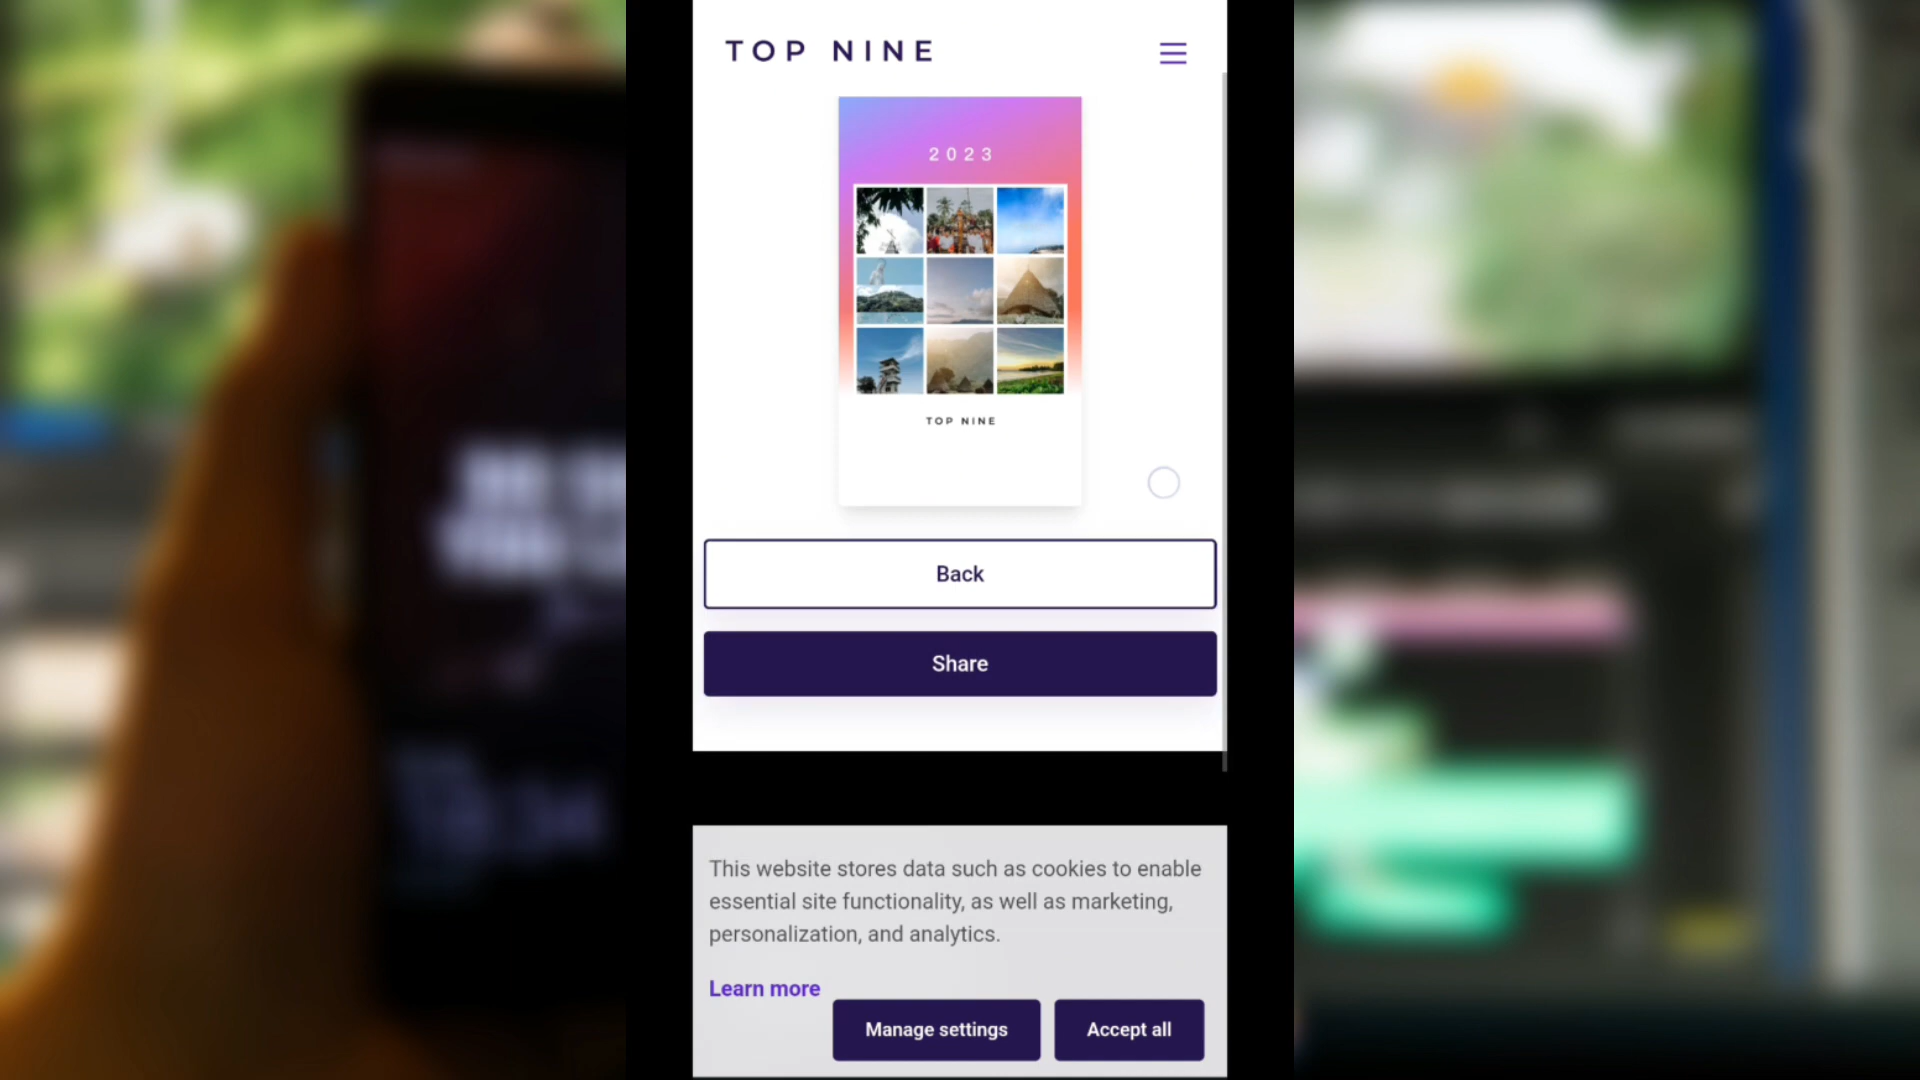 TOP NINE
2023
TOP NINE
Back
Share
This website stores data such as cookies to enable
essential site functionality, as well as marketing,
personalization, and analytics.
Learn more
Manage settings
Accept all